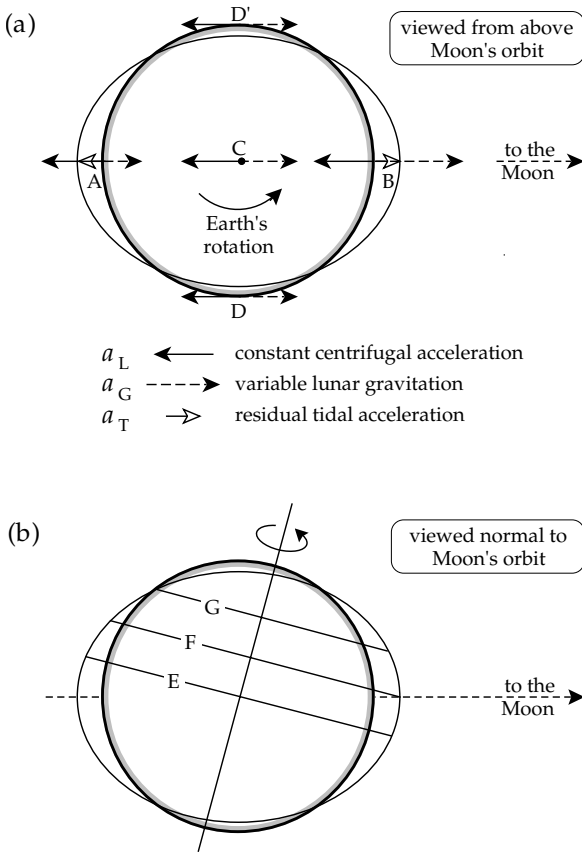 (a)
D'
viewed from above
Moon's orbit
C
to the
Moon
A
B
Earth's
rotation
D
a L constant centrifugal acceleration
a G variable lunar gravitation
a T residual tidal acceleration
(b)
viewed normal to
Moon's orbit
G
F
E
to the
Moon